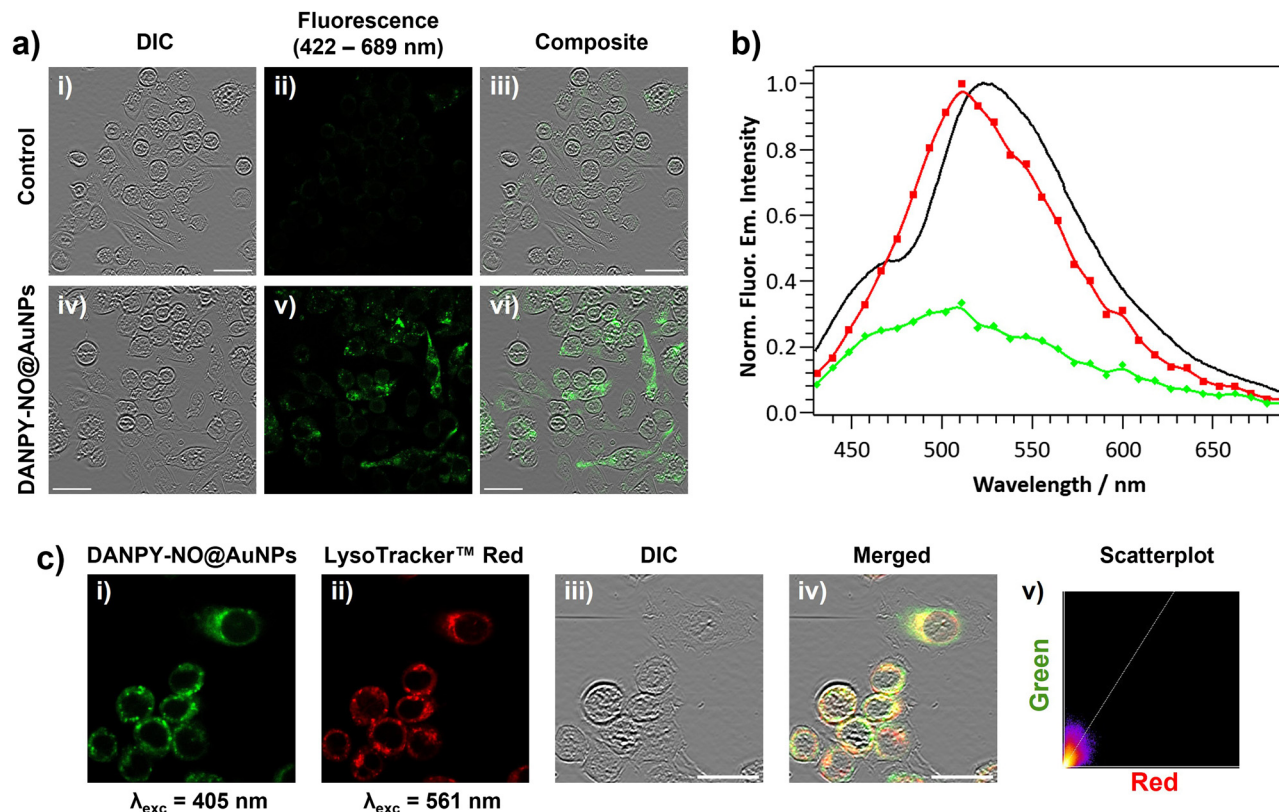 a)
DIC
Fluorescence
(422 – 689 nm)
Composite
Control
i)
ii)
iii)
DANPY-NO@AuNPs
iv)
v)
vi)
b)
Norm. Fluor. Em. Intensity
1.0
0.8
0.6
0.4
0.2
0.0
450
500
550
600
650
Wavelength / nm
c)
DANPY-NO@AuNPs
LysoTracker™ Red
DIC
Merged
Scatterplot
i)
ii)
iii)
iv)
v)
Green
Red
λexc = 405 nm
λexc = 561 nm